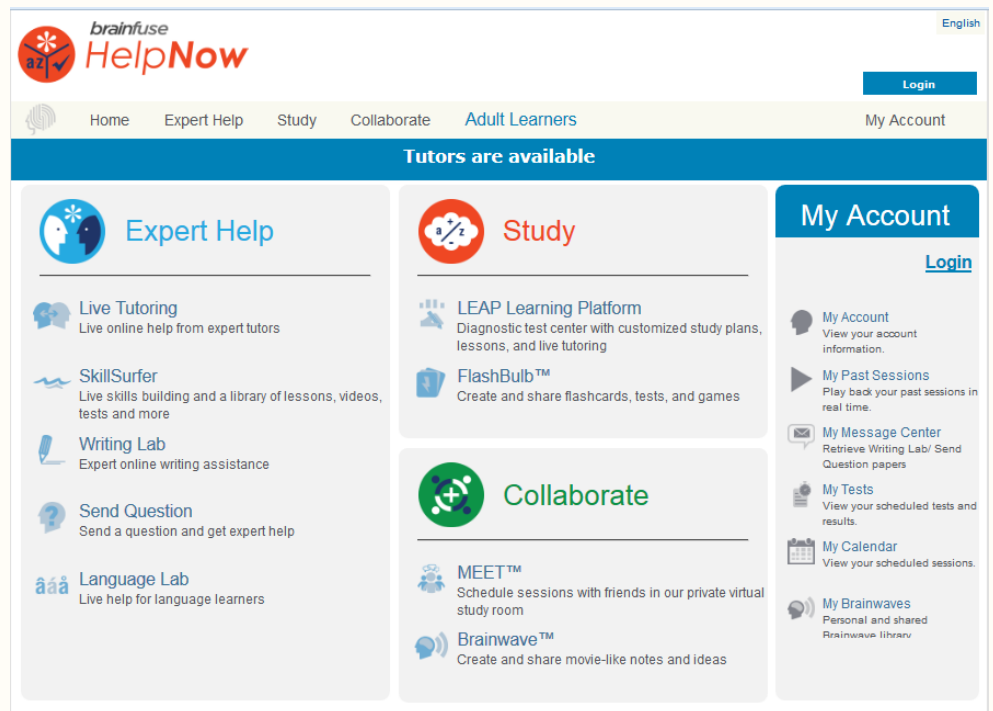 English
brainfuse
HelpNow
az
Login
Home Expert Help Study Collaborate Adult Learners My Account
Tutors are available
Expert Help
Live Tutoring
Live online help from expert tutors
SkillSurfer
Live skills building and a library of lessons, videos,
tests and more
Writing Lab
Expert online writing assistance
Send Question
Send a question and get expert help
âáå Language Lab
Live help for language learners
a+/-z Study
LEAP Learning Platform
Diagnostic test center with customized study plans,
lessons, and live tutoring
FlashBulb™
Create and share flashcards, tests, and games
Collaborate
MEET™
Schedule sessions with friends in our private virtual
study room
Brainwave™
Create and share movie-like notes and ideas
My Account
Login
My Account
View your account
information.
My Past Sessions
Play back your past sessions in
real time.
My Message Center
Retrieve Writing Lab/ Send
Question papers
My Tests
View your scheduled tests and
results.
My Calendar
View your scheduled sessions.
My Brainwaves
Personal and shared
Brainwave library